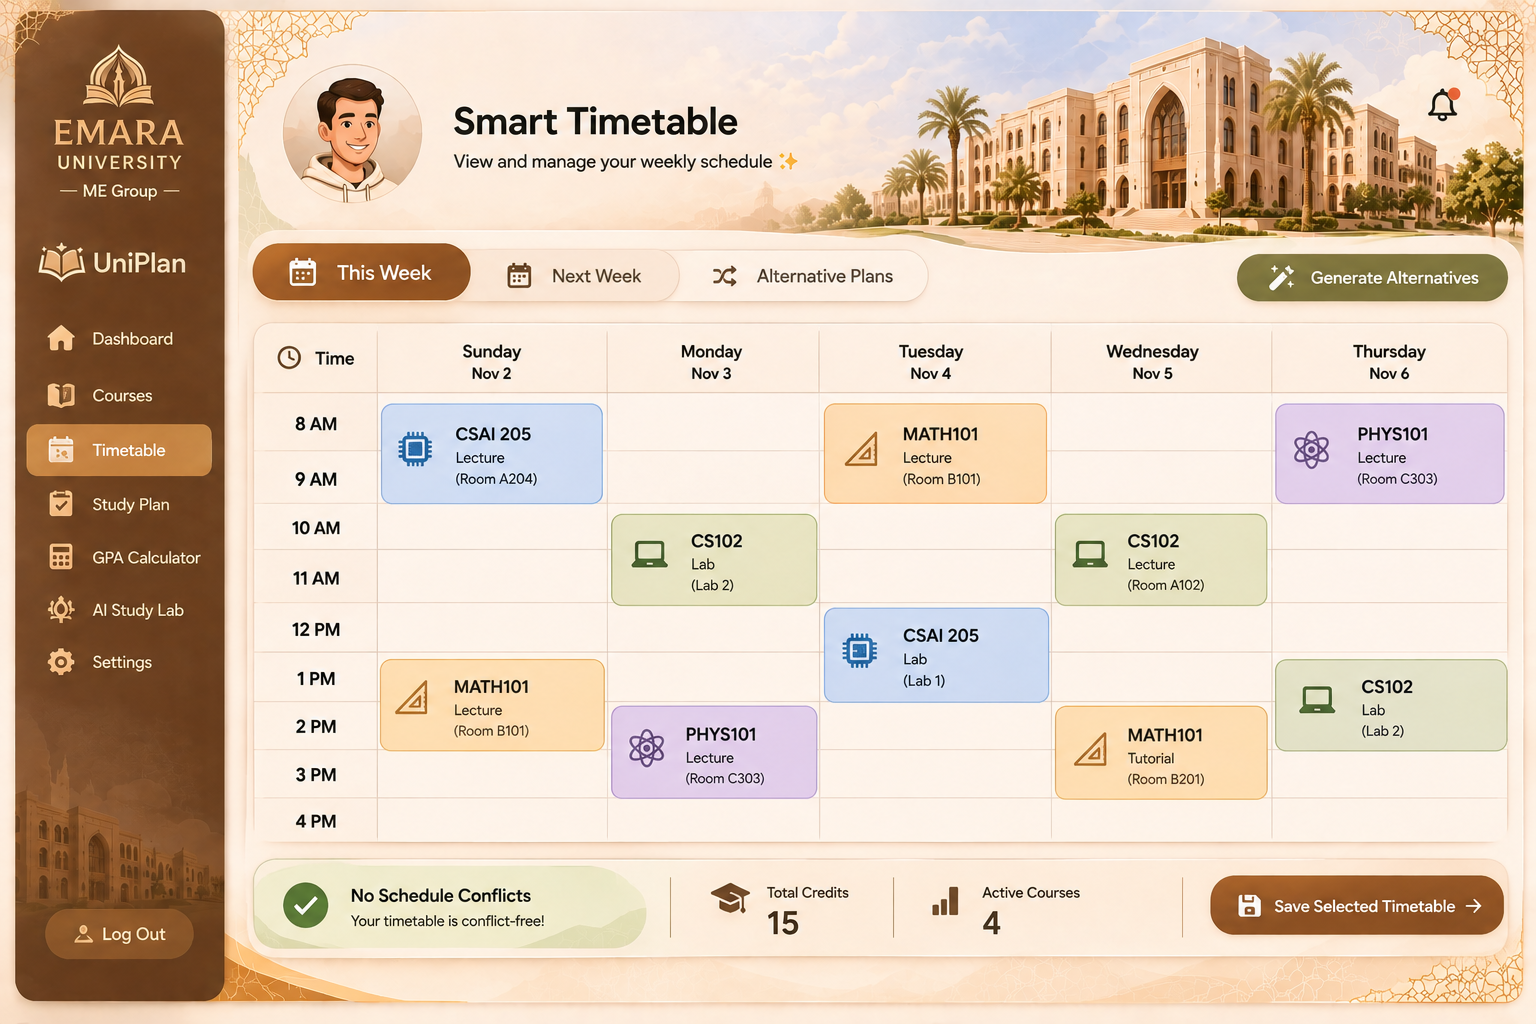 EMARA
UNIVERSITY
— ME Group —
UniPlan
Dashboard
Courses
Timetable
Study Plan
GPA Calculator
AI Study Lab
Settings
Log Out
Smart Timetable
View and manage your weekly schedule ✨
This Week
Next Week
Alternative Plans
Generate Alternatives
Time
Sunday
Nov 2
Monday
Nov 3
Tuesday
Nov 4
Wednesday
Nov 5
Thursday
Nov 6
8 AM
9 AM
10 AM
11 AM
12 PM
1 PM
2 PM
3 PM
4 PM
CSAI 205
Lecture
(Room A204)
MATH101
Lecture
(Room B101)
PHYS101
Lecture
(Room C303)
CS102
Lab
(Lab 2)
CS102
Lecture
(Room A102)
CSAI 205
Lab
(Lab 1)
MATH101
Lecture
(Room B101)
CS102
Lab
(Lab 2)
PHYS101
Lecture
(Room C303)
MATH101
Tutorial
(Room B201)
No Schedule Conflicts
Your timetable is conflict-free!
Total Credits
15
Active Courses
4
Save Selected Timetable →